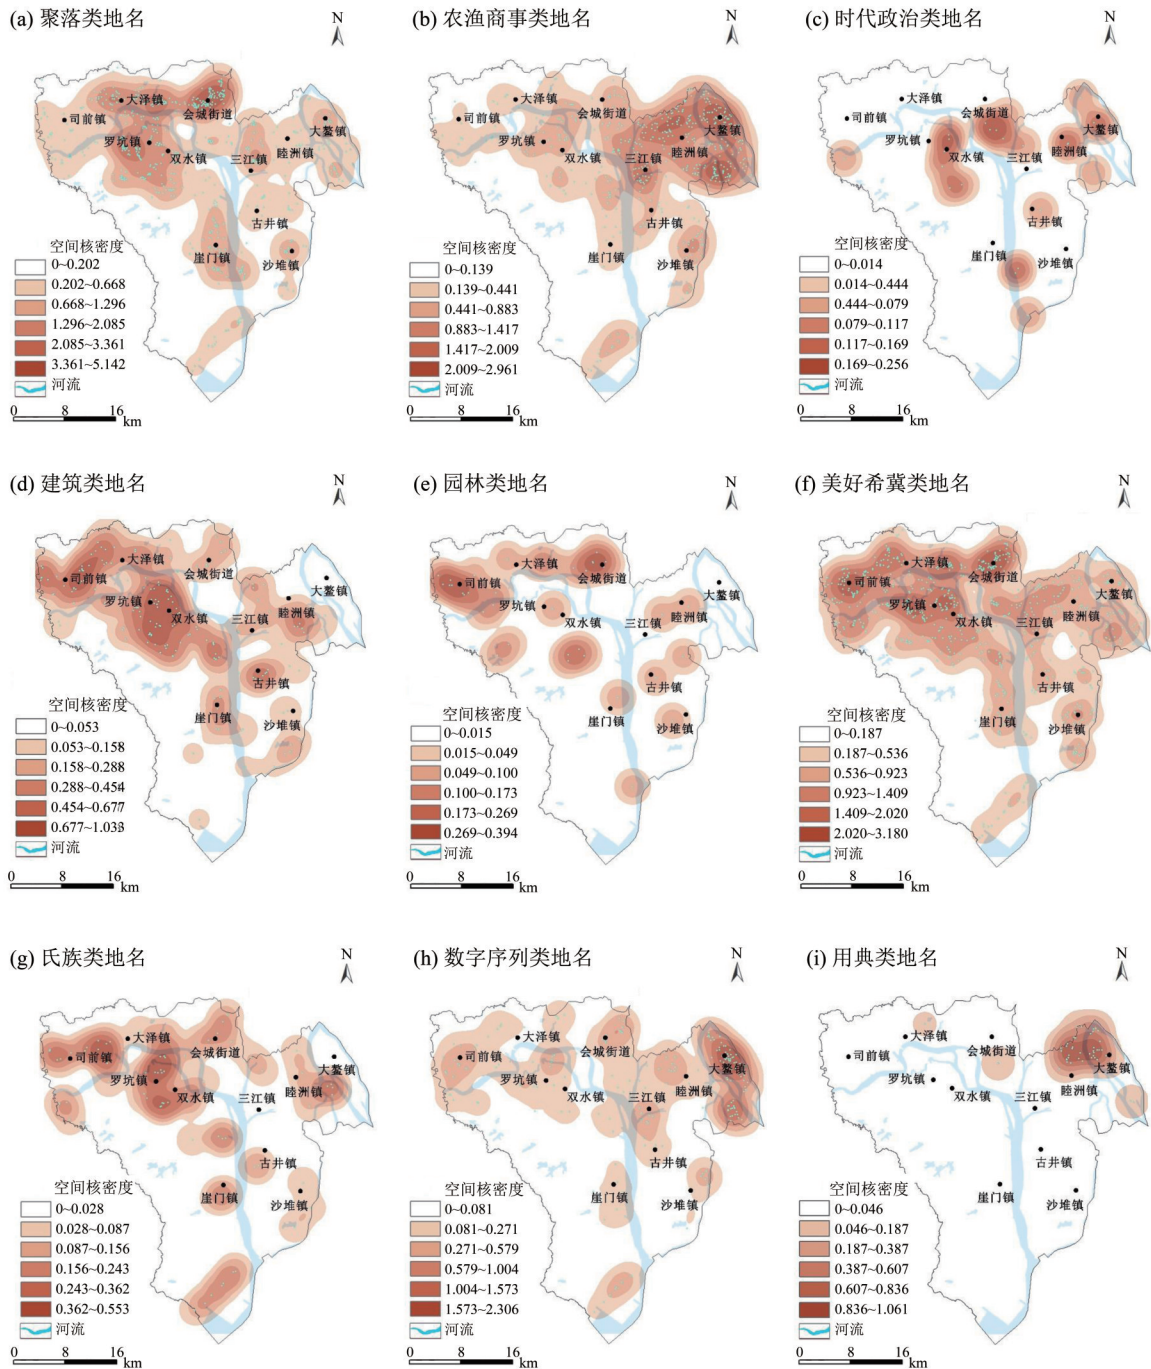 (a) 聚落类地名
N
大泽镇
会城街道
司前镇
大鳌镇
罗坑镇
双水镇
三江镇
睦洲镇
古井镇
崖门镇
沙堆镇
空间核密度
0~0.202
0.202~0.668
0.668~1.296
1.296~2.085
2.085~3.361
3.361~5.142
河流
0 8 16
km
(b) 农渔商事类地名
N
大泽镇
会城街道
司前镇
大鳌镇
罗坑镇
双水镇
三江镇
睦洲镇
古井镇
崖门镇
沙堆镇
空间核密度
0~0.139
0.139~0.441
0.441~0.883
0.883~1.417
1.417~2.009
2.009~2.961
河流
0 8 16
km
(c) 时代政治类地名
N
大泽镇
会城街道
司前镇
大鳌镇
罗坑镇
双水镇
三江镇
睦洲镇
古井镇
崖门镇
沙堆镇
空间核密度
0~0.014
0.014~0.444
0.444~0.079
0.079~0.117
0.117~0.169
0.169~0.256
河流
0 8 16
km
(d) 建筑类地名
N
大泽镇
会城街道
司前镇
大鳌镇
罗坑镇
双水镇
三江镇
睦洲镇
古井镇
崖门镇
沙堆镇
空间核密度
0~0.053
0.053~0.158
0.158~0.288
0.288~0.454
0.454~0.677
0.677~1.033
河流
0 8 16
km
(e) 园林类地名
N
大泽镇
会城街道
司前镇
大鳌镇
罗坑镇
双水镇
三江镇
睦洲镇
古井镇
崖门镇
沙堆镇
空间核密度
0~0.015
0.015~0.049
0.049~0.100
0.100~0.173
0.173~0.269
0.269~0.394
河流
0 8 16
km
(f) 美好希冀类地名
N
大泽镇
会城街道
司前镇
大鳌镇
罗坑镇
双水镇
三江镇
睦洲镇
古井镇
崖门镇
沙堆镇
空间核密度
0~0.187
0.187~0.536
0.536~0.923
0.923~1.409
1.409~2.020
2.020~3.180
河流
0 8 16
km
(g) 氏族类地名
N
大泽镇
会城街道
司前镇
大鳌镇
罗坑镇
双水镇
三江镇
睦洲镇
古井镇
崖门镇
沙堆镇
空间核密度
0~0.028
0.028~0.087
0.087~0.156
0.156~0.243
0.243~0.362
0.362~0.553
河流
0 8 16
km
(h) 数字序列类地名
N
大泽镇
会城街道
司前镇
大鳌镇
罗坑镇
双水镇
三江镇
睦洲镇
古井镇
崖门镇
沙堆镇
空间核密度
0~0.081
0.081~0.271
0.271~0.579
0.579~1.004
1.004~1.573
1.573~2.306
河流
0 8 16
km
(i) 用典类地名
N
大泽镇
会城街道
司前镇
大鳌镇
罗坑镇
双水镇
三江镇
睦洲镇
古井镇
崖门镇
沙堆镇
空间核密度
0~0.046
0.046~0.187
0.187~0.387
0.387~0.607
0.607~0.836
0.836~1.061
河流
0 8 16
km